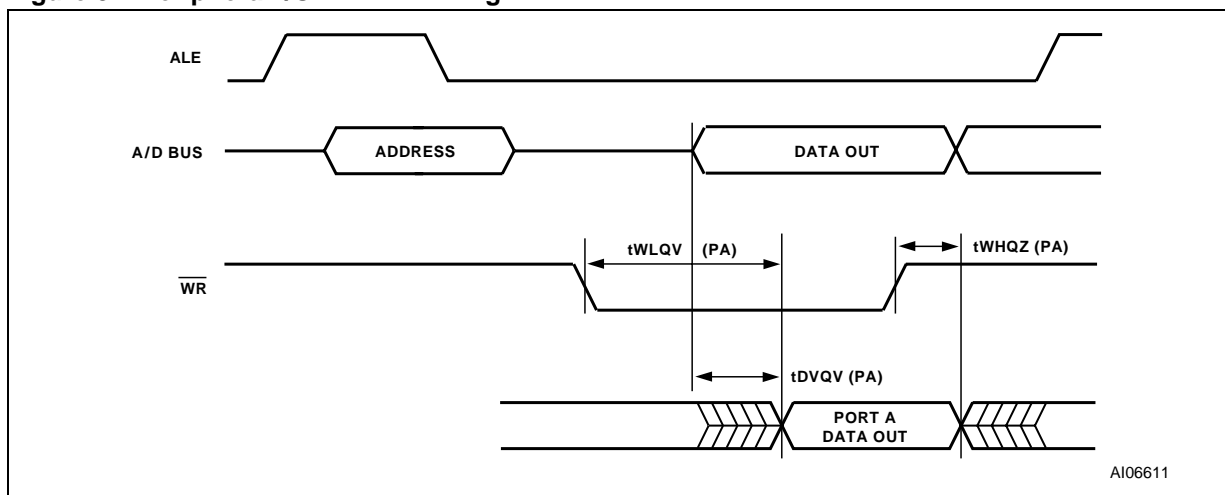 ALE
A/D BUS
ADDRESS
DATA OUT
tWLQV (PA)
tWHQZ (PA)
WR
tDVQV (PA)
PORT A
DATA OUT
AI06611